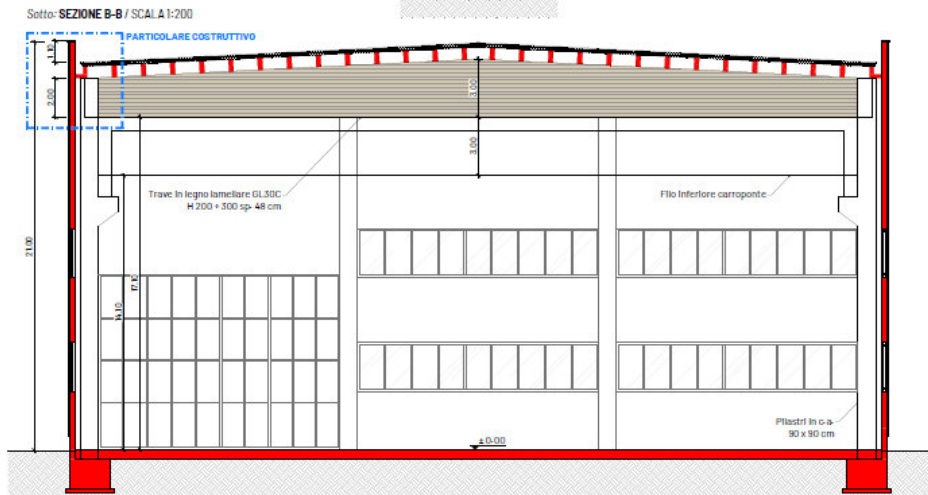 Sotto: SEZIONE B-B / SCALA 1:200
PARTICOLARE COSTRUTTIVO
1.10
2.00
3.00
3.00
Trave in legno lamellare GL30C
H 200 ÷ 300 sp. 48 cm
Filo inferiore carroponte
21.00
17.10
14.10
±0.00
Pilastri in c.a.
90 x 90 cm